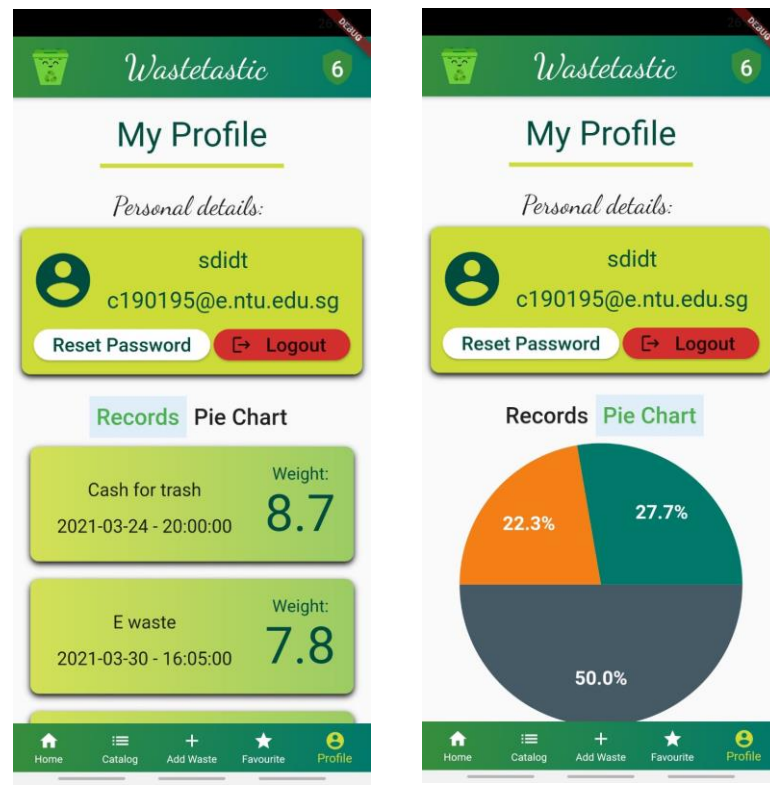 DEBUG
Wastetastic
6
My Profile
Personal details:
sdidt
c190195@e.ntu.edu.sg
Reset Password
Logout
Records Pie Chart
Cash for trash
2021-03-24 - 20:00:00
Weight:
8.7
E waste
2021-03-30 - 16:05:00
Weight:
7.8
Home
Catalog
Add Waste
Favourite
Profile
DEBUG
Wastetastic
6
My Profile
Personal details:
sdidt
c190195@e.ntu.edu.sg
Reset Password
Logout
Records Pie Chart
22.3%
27.7%
50.0%
Home
Catalog
Add Waste
Favourite
Profile